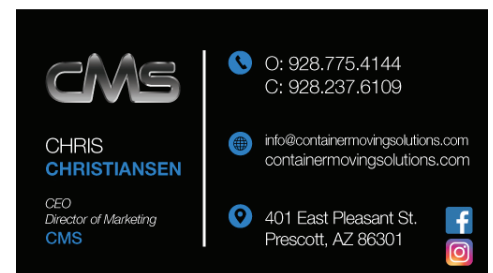 CMS
CHRIS
CHRISTIANSEN
CEO
Director of Marketing
CMS
O: 928.775.4144
C: 928.237.6109
info@containermovingsolutions.com
containermovingsolutions.com
401 East Pleasant St.
Prescott, AZ 86301